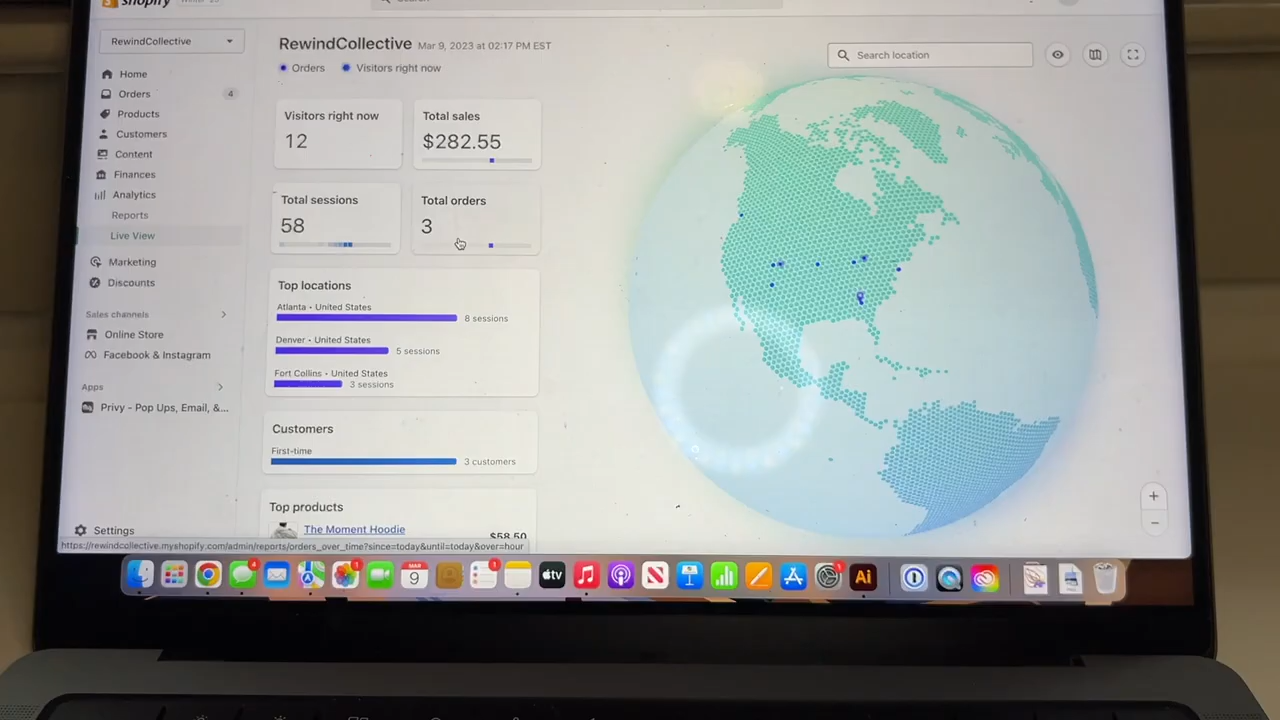 shopify
Search
RewindCollective
Home
Orders 4
Products
Customers
Content
Finances
Analytics
Reports
Live View
Marketing
Discounts
Sales channels
Online Store
Facebook & Instagram
Apps
Privy - Pop Ups, Email, &...
Settings
RewindCollective Mar 9, 2023 at 02:17 PM EST
Orders Visitors right now
Search location
Visitors right now
12
Total sales
$282.55
Total sessions
58
Total orders
3
Top locations
Atlanta • United States
8 sessions
Denver • United States
5 sessions
Fort Collins • United States
3 sessions
Customers
First-time
3 customers
Top products
The Moment Hoodie
$58.50
https://rewindcollective.myshopify.com/admin/reports/orders_over_time?since=today&until=today&over=hour
MAR
9
tv
Ai